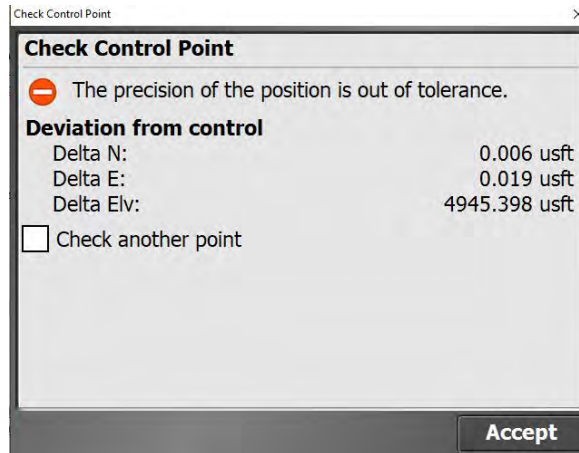 Check Control Point
Check Control Point
The precision of the position is out of tolerance.
Deviation from control
Delta N: 0.006 usft
Delta E: 0.019 usft
Delta Elv: 4945.398 usft
Check another point
Accept